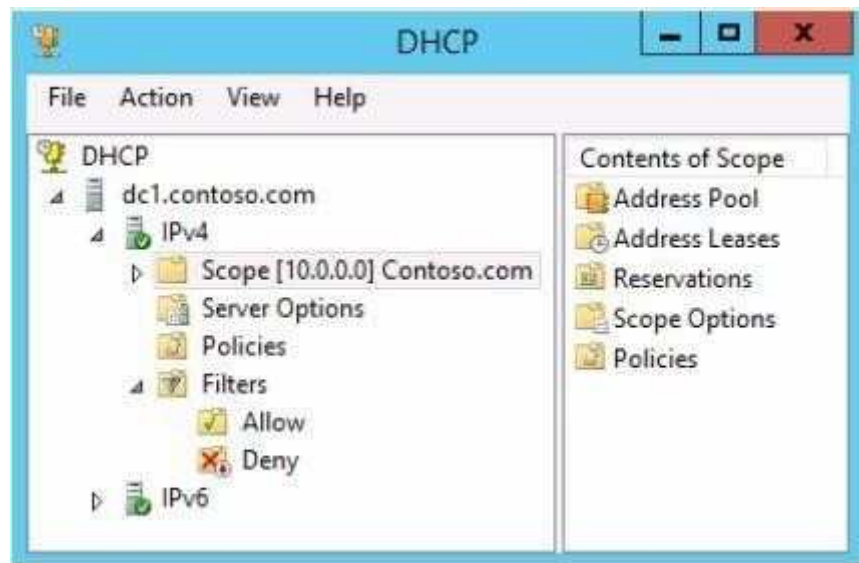 DHCP
File Action View Help
DHCP
dc1.contoso.com
IPv4
Scope [10.0.0.0] Contoso.com
Server Options
Policies
Filters
Allow
Deny
IPv6
Contents of Scope
Address Pool
Address Leases
Reservations
Scope Options
Policies